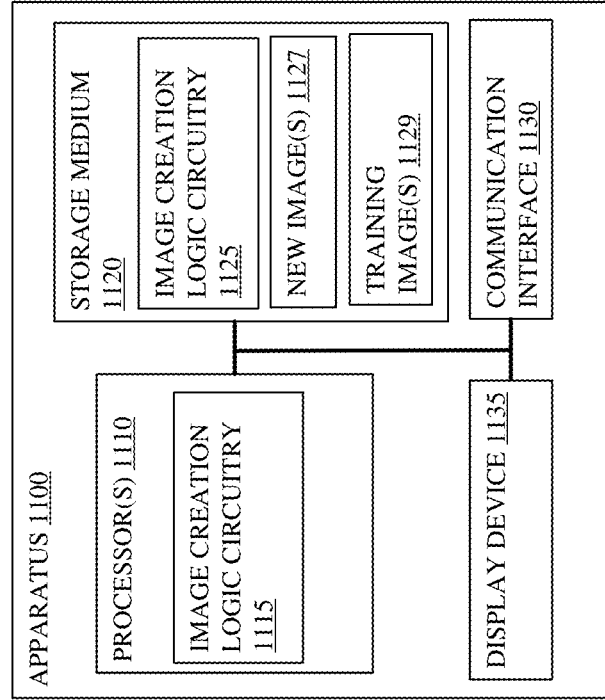 APPARATUS 1100
PROCESSOR(S) 1110
IMAGE CREATION
LOGIC CIRCUITRY
1115
STORAGE MEDIUM
1120
IMAGE CREATION
LOGIC CIRCUITRY
1125
NEW IMAGE(S) 1127
TRAINING
IMAGE(S) 1129
DISPLAY DEVICE 1135
COMMUNICATION
INTERFACE 1130